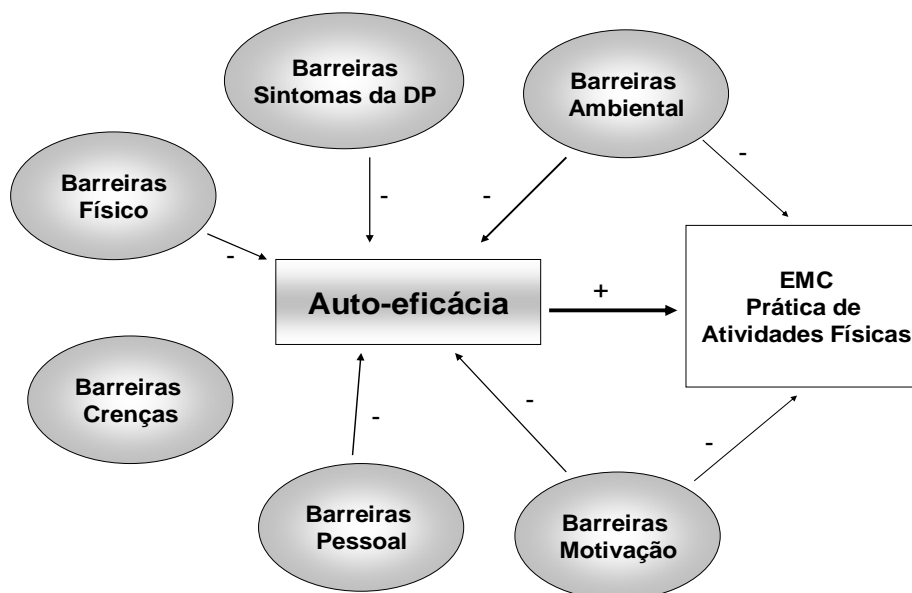 Barreiras
Sintomas da DP
Barreiras
Ambiental
Barreiras
Físico
-
-
-
-
Auto-eficácia
+
EMC
Prática de
Atividades Físicas
Barreiras
Crenças
-
-
-
Barreiras
Pessoal
Barreiras
Motivação